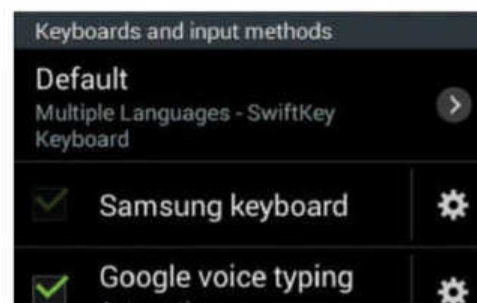 Keyboards and input methods
Default
Multiple Languages - SwiftKey
Keyboard
Samsung keyboard
Google voice typing